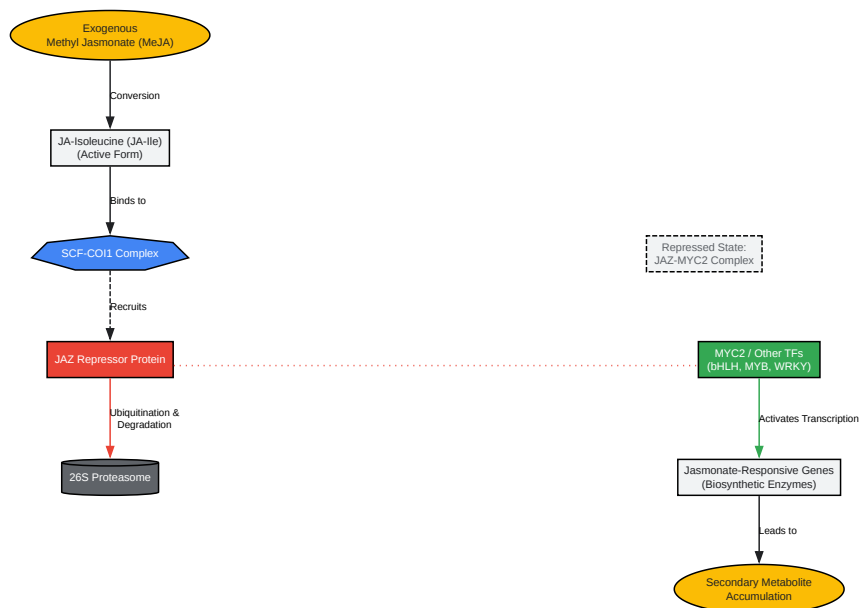 Exogenous
Methyl Jasmonate (MeJA)
Conversion
JA-Isoleucine (JA-Ile)
(Active Form)
Binds to
SCF-COI1 Complex
Recruits
JAZ Repressor Protein
Ubiquitination &
Degradation
26S Proteasome
Repressed State:
JAZ-MYC2 Complex
MYC2 / Other TFs
(bHLH, MYB, WRKY)
Activates Transcription
Jasmonate-Responsive Genes
(Biosynthetic Enzymes)
Leads to
Secondary Metabolite
Accumulation